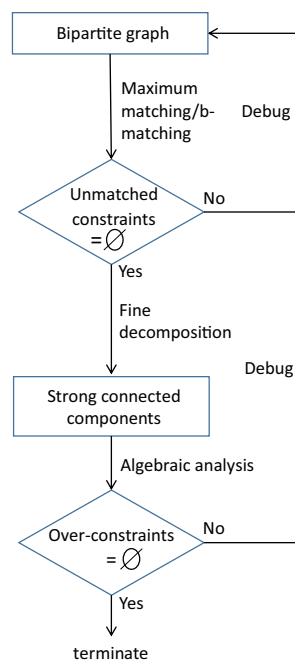 Bipartite graph
Maximum
matching/b-
matching
Debug
Unmatched
constraints
= ∅
No
Yes
Fine
decomposition
Debug
Strong connected
components
Algebraic analysis
Over-constraints
= ∅
No
Yes
terminate